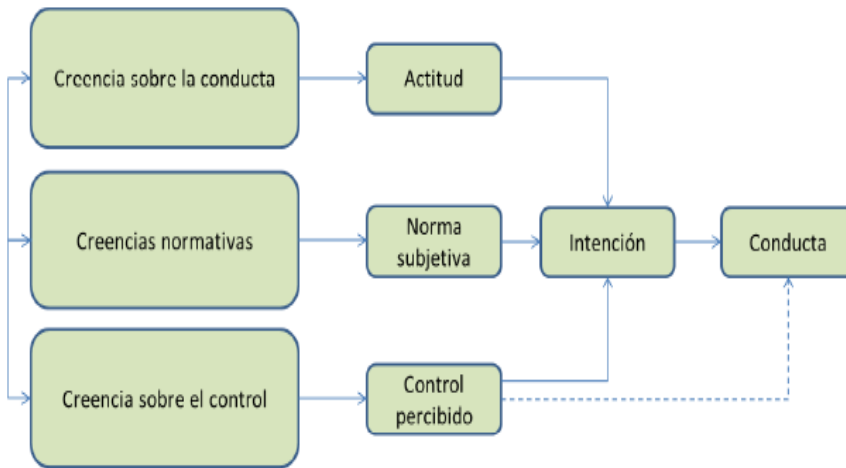 Creencia sobre la conducta
Actitud
Creencias normativas
Norma
subjetiva
Intención
Conducta
Creencia sobre el control
Control
percibido